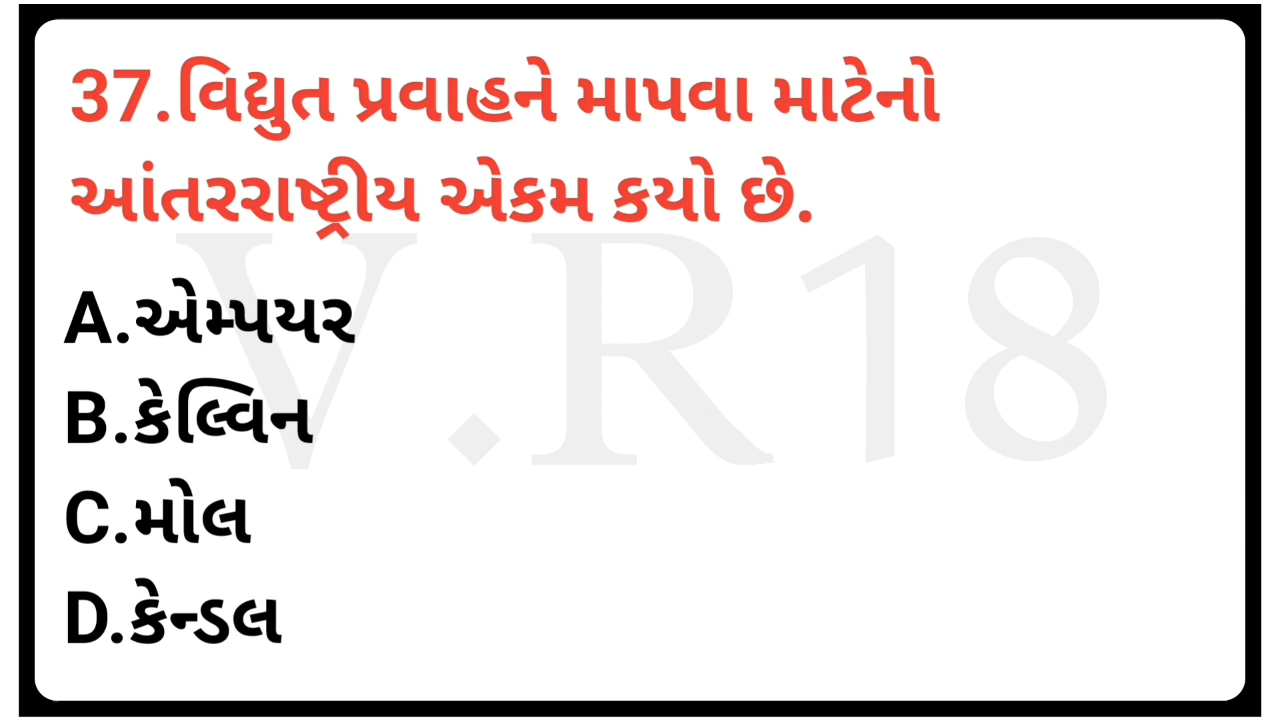 37.વિદ્યુત પ્રવાહને માપવા માટેનો
આંતરરાષ્ટ્રીય એકમ કયો છે.
V.R18
A.એમ્પયર
B.કેલ્વિન
C.મોલ
D.કેન્ડલ